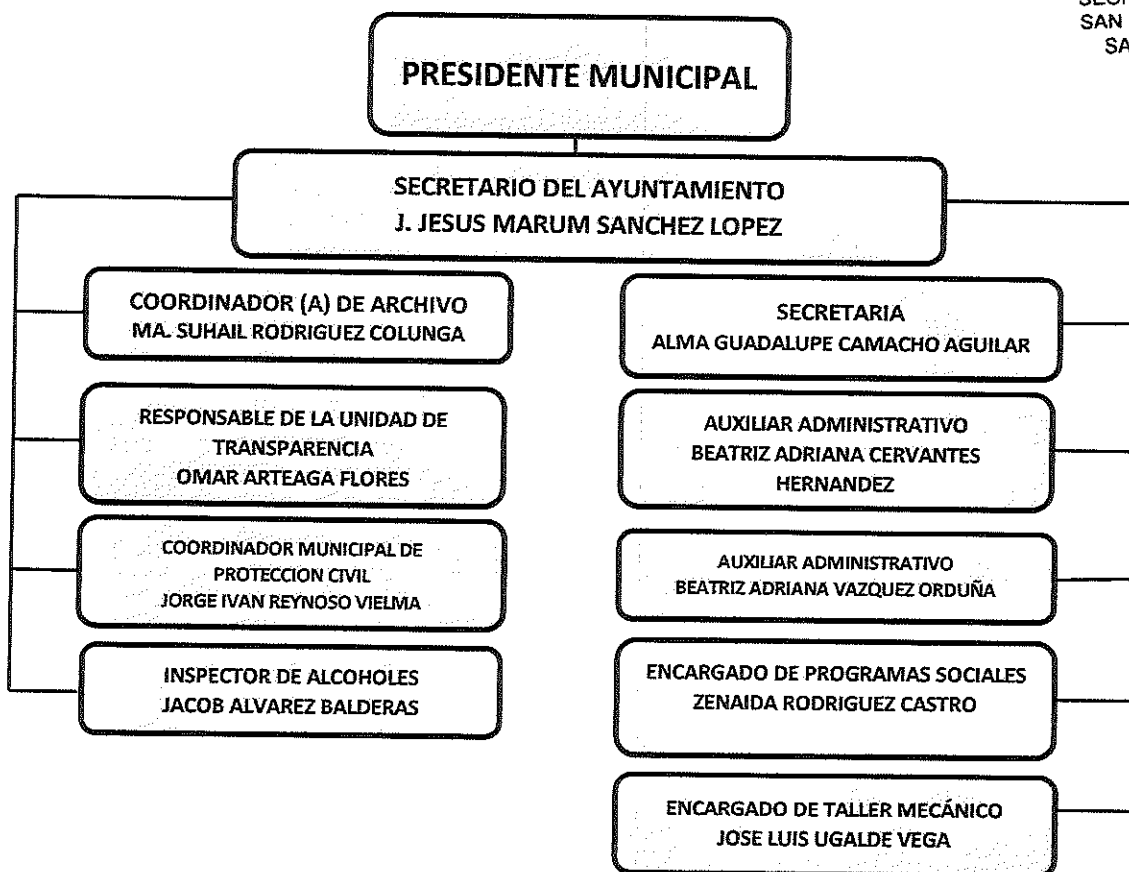 SAN
SA
PRESIDENTE MUNICIPAL
SECRETARIO DEL AYUNTAMIENTO
J. JESUS MARUM SANCHEZ LOPEZ
COORDINADOR (A) DE ARCHIVO
MA. SUHAIL RODRIGUEZ COLUNGA
RESPONSABLE DE LA UNIDAD DE
TRANSPARENCIA
OMAR ARTEAGA FLORES
COORDINADOR MUNICIPAL DE
PROTECCION CIVIL
JORGE IVAN REYNOSO VIELMA
INSPECTOR DE ALCOHOLES
JACOB ALVAREZ BALDERAS
SECRETARIA
ALMA GUADALUPE CAMACHO AGUILAR
AUXILIAR ADMINISTRATIVO
BEATRIZ ADRIANA CERVANTES
HERNANDEZ
AUXILIAR ADMINISTRATIVO
BEATRIZ ADRIANA VAZQUEZ ORDUÑA
ENCARGADO DE PROGRAMAS SOCIALES
ZENAIDA RODRIGUEZ CASTRO
ENCARGADO DE TALLER MECÁNICO
JOSE LUIS UGALDE VEGA